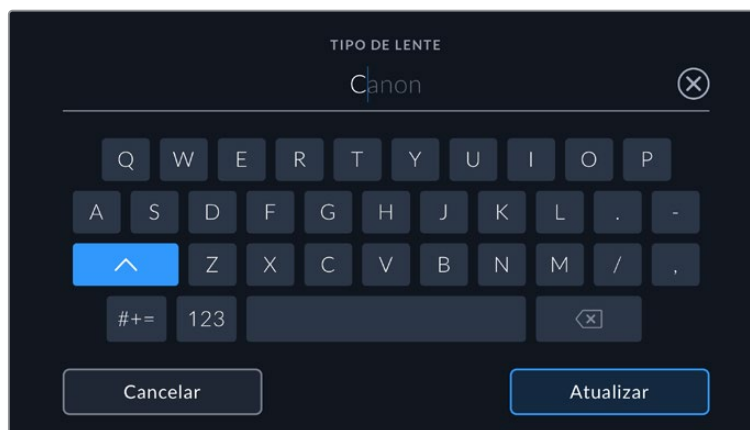 TIPO DE LENTE
Canon
Q W E R T Y U I O P
A S D F G H J K L . -
Z X C V B N M / ,
#+= 123
Cancelar Atualizar